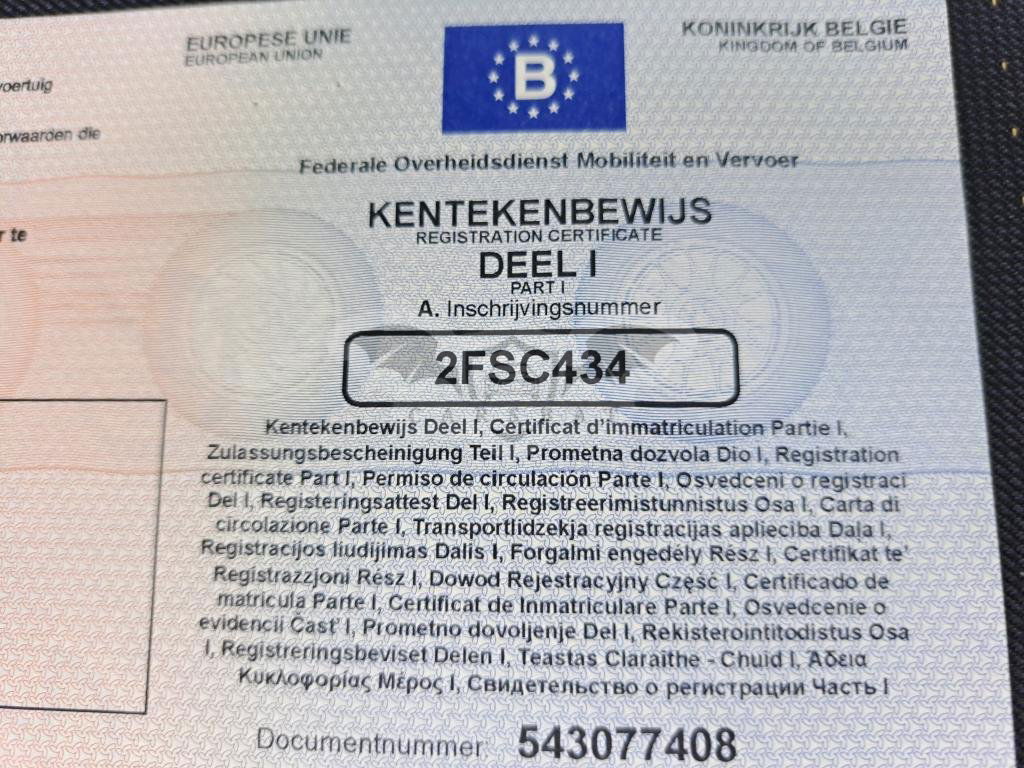 EUROPESE UNIE
EUROPEAN UNION
B
KONINKRIJK BELGIE
KINGDOM OF BELGIUM
voertuig
orwaarden die
r te
Federale Overheidsdienst Mobiliteit en Vervoer
KENTEKENBEWIJS
REGISTRATION CERTIFICATE
DEEL I
PART I
A. Inschrijvingsnummer
2FSC434
Kentekenbewijs Deel I, Certificat d'immatriculation Partie I,
Zulassungsbescheinigung Teil I, Prometna dozvola Dio I, Registration
certificate Part I, Permiso de circulación Parte I, Osvedceni o registraci
Del I, Registeringsattest Del I, Registreerimistunnistus Osa I, Carta di
circolazione Parte I, Transportlidzekja registracijas aplieciba Daļa I,
Registracijos liudijimas Dalis I, Forgalmi engedély Rész I, Certifikat te'
Registrazzjoni Rész I, Dowod Rejestracyjny Część I, Certificado de
matricula Parte I, Certificat de Inmatriculare Parte I, Osvedcenie o
evidencii Cast' I, Prometno dovoljenje Del I, Rekisterointitodistus Osa
I, Registreringsbeviset Delen I, Teastas Claraithe - Chuid I, Άδεια
Κυκλοφορίας Μέρος I, Свидетельство о регистрации Часть I
Documentnummer 543077408